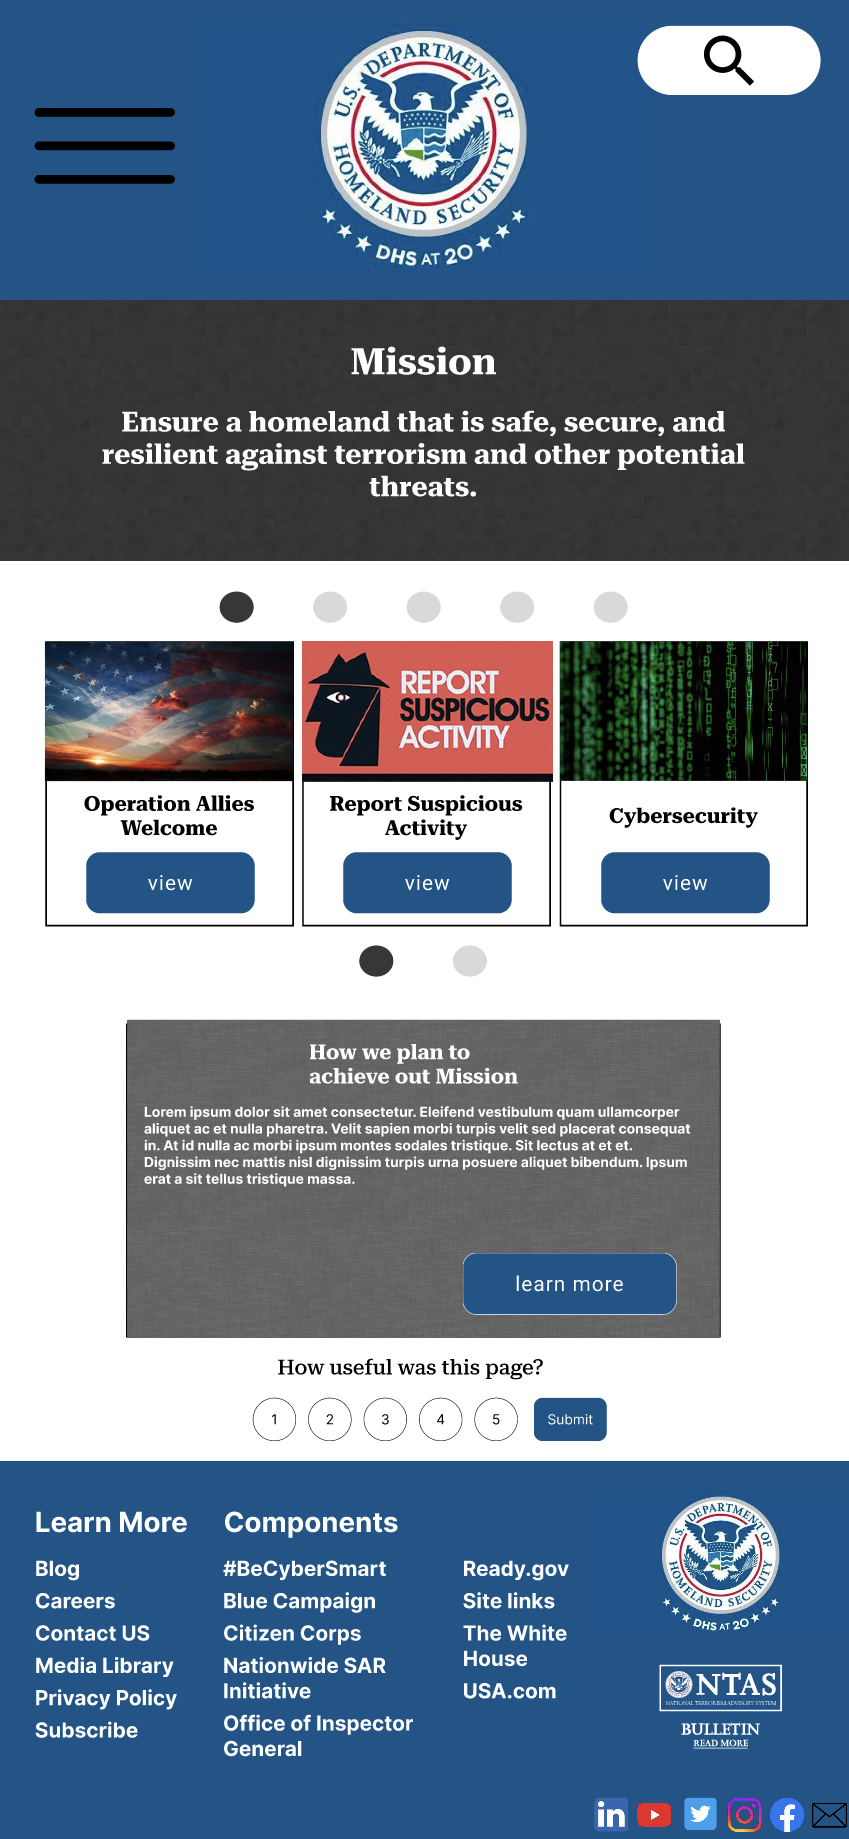 U.S. DEPARTMENT OF
HOMELAND SECURITY
DHS AT 20
Mission
Ensure a homeland that is safe, secure, and
resilient against terrorism and other potential
threats.
REPORT
SUSPICIOUS
ACTIVITY
Operation Allies
Welcome
view
Report Suspicious
Activity
view
Cybersecurity
view
How we plan to
achieve out Mission
Lorem ipsum dolor sit amet consectetur. Eleifend vestibulum quam ullamcorper
aliquet ac et nulla pharetra. Velit sapien morbi turpis velit sed placerat consequat
in. At id nulla ac morbi ipsum montes sodales tristique. Sit lectus at et et.
Dignissim nec mattis nisl dignissim turpis urna posuere aliquet bibendum. Ipsum
erat a sit tellus tristique massa.
learn more
How useful was this page?
1 2 3 4 5 Submit
Learn More
Blog
Careers
Contact US
Media Library
Privacy Policy
Subscribe
Components
#BeCyberSmart
Blue Campaign
Citizen Corps
Nationwide SAR
Initiative
Office of Inspector
General
Ready.gov
Site links
The White
House
USA.com
U.S. DEPARTMENT OF
HOMELAND SECURITY
DHS AT 20
NTAS
NATIONAL TERRORISM ADVISORY SYSTEM
BULLETIN
READ MORE
in